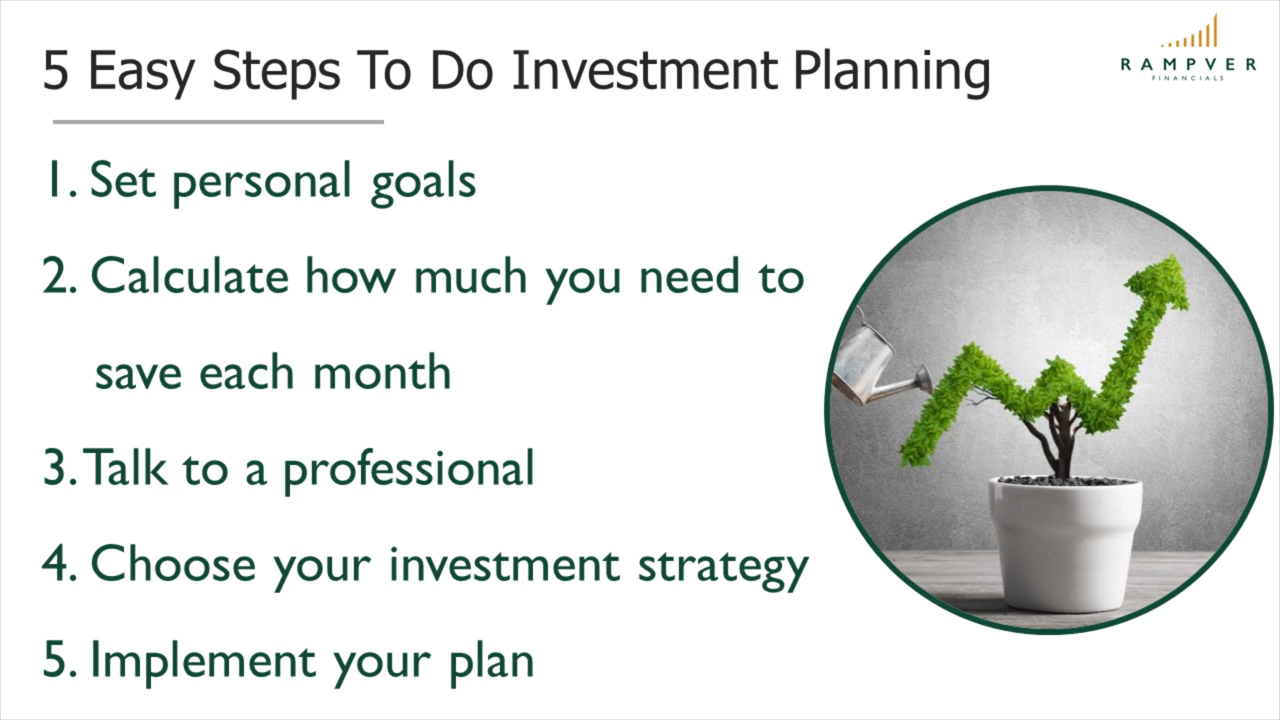 5 Easy Steps To Do Investment Planning
RAMPVER
FINANCIALS
1. Set personal goals
2. Calculate how much you need to
save each month
3. Talk to a professional
4. Choose your investment strategy
5. Implement your plan